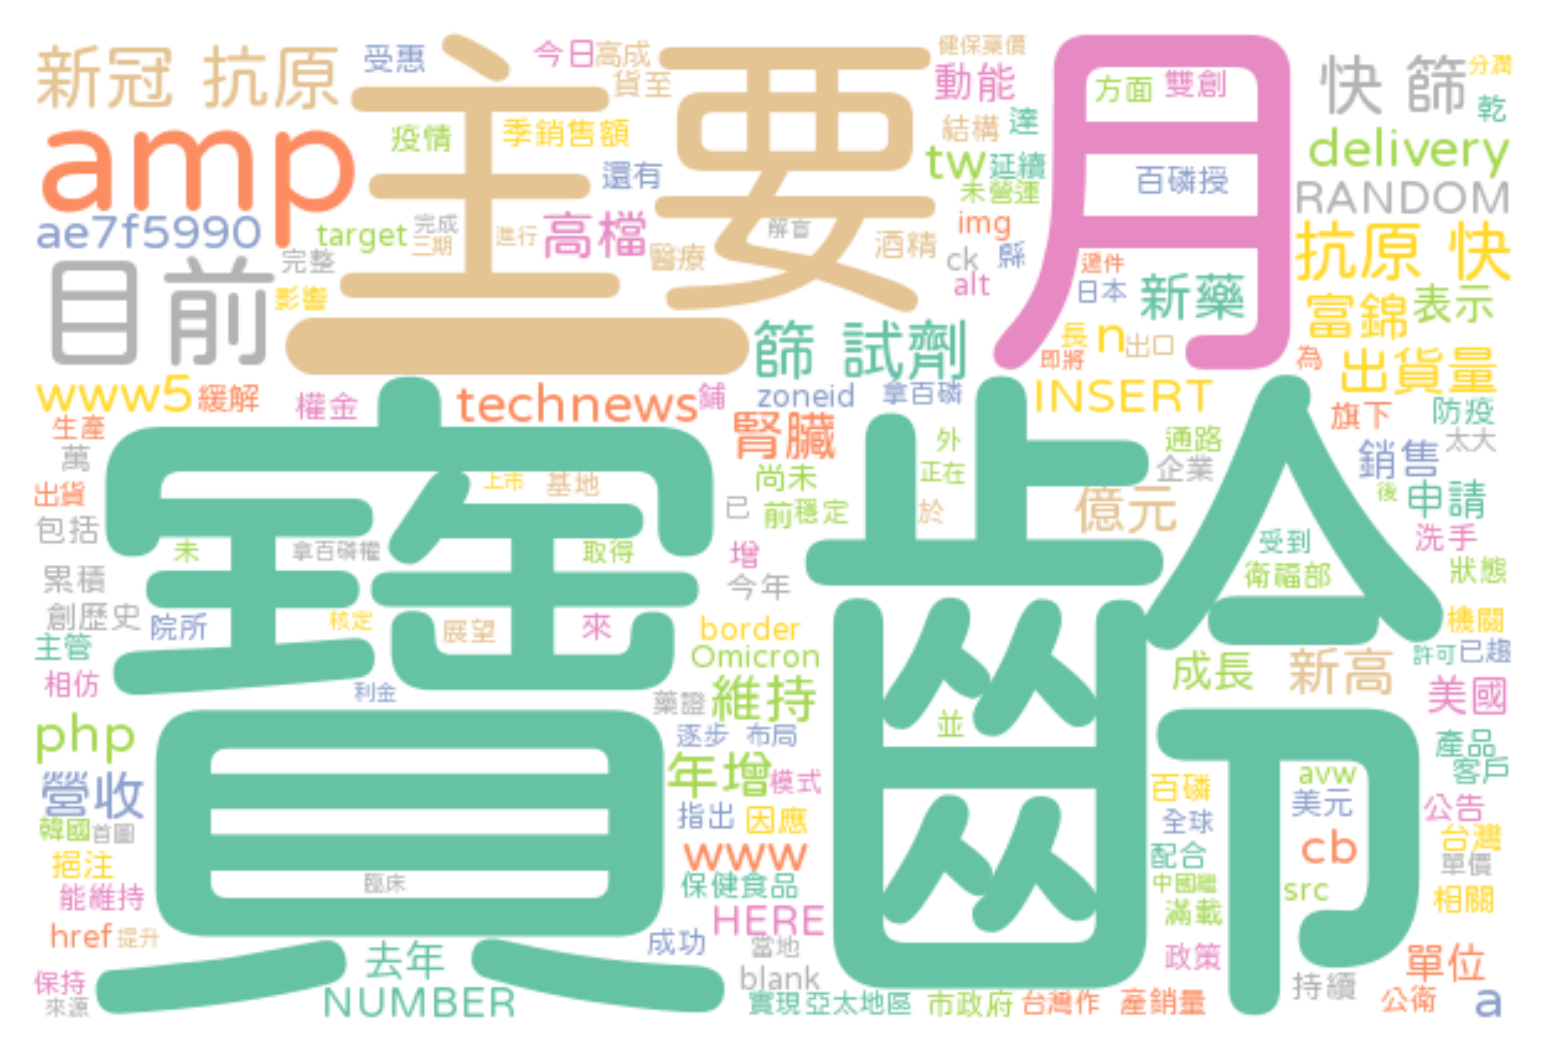 新冠 抗原
受惠
今日
高成
貨至
主要
健保藥價
動能
月
方面
雙創
快 篩
分潤
乾
amp
疫情
季銷售額
還有
結構
達
tw
延續
未營運
百磷授
delivery
RANDOM
ae7f5990
target
完成
三期
進行
高檔
醫療
解盲
酒精
img
ck
縣
alt
週件
日本
新藥
抗原 快
目前
完整
影響
篩 試劑
長
n
出口
即將
為
富錦
表示
出貨量
www5
緩解
權金
technews
鋪
zoneid
拿百磷
INSERT
旗下
防疫
太大
生產
萬
寶齡
腎臟
外
正在
通路
企業
銷售
後
申請
出貨
包括
上市
基地
尚未
已
前
穩定
於
億元
洗手
未
拿百磷權
取得
增
今年
受到
衛福部
狀態
累積
創歷史
院所
核定
展望
來
border
Omicron
機關
主管
相仿
利金
藥證
維持
成長
新高
許可
已趨
美國
php
逐步
布局
並
產品
客戶
營收
年增
模式
百磷
avw
美元
公告
韓國
首圖
指出
因應
全球
cb
台灣
單價
挹注
www
配合
能維持
臨床
保健食品
中國繼
src
相關
href
提升
HERE
滿載
去年
成功
當地
政策
單位
保持
來源
NUMBER
blank
實現
亞太地區
市政府
台灣作
產銷量
持續
公衛
a